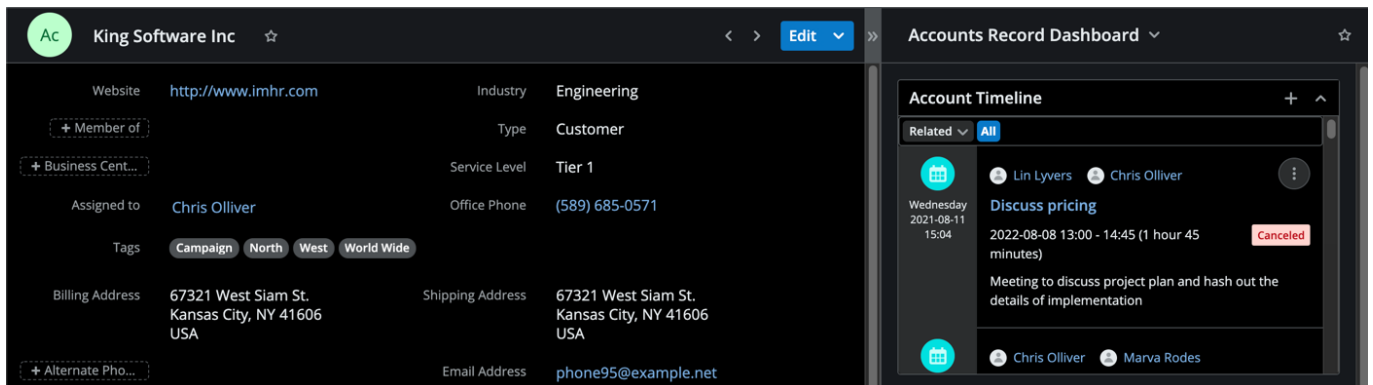 Ac King Software Inc Edit
Website http://www.imhr.com Industry Engineering
+ Member of Type Customer
+ Business Cent... Service Level Tier 1
Assigned to Chris Olliver Office Phone (589) 685-0571
Tags Campaign North West World Wide
Billing Address 67321 West Siam St. Shipping Address 67321 West Siam St.
Kansas City, NY 41606 Kansas City, NY 41606
USA USA
+ Alternate Pho... Email Address phone95@example.net
Accounts Record Dashboard
Account Timeline
Related All
Lin Lyvers Chris Olliver
Wednesday
2021-08-11
15:04
Discuss pricing
2022-08-08 13:00 - 14:45 (1 hour 45
minutes)
Canceled
Meeting to discuss project plan and hash out the
details of implementation
Chris Olliver Marva Rodes